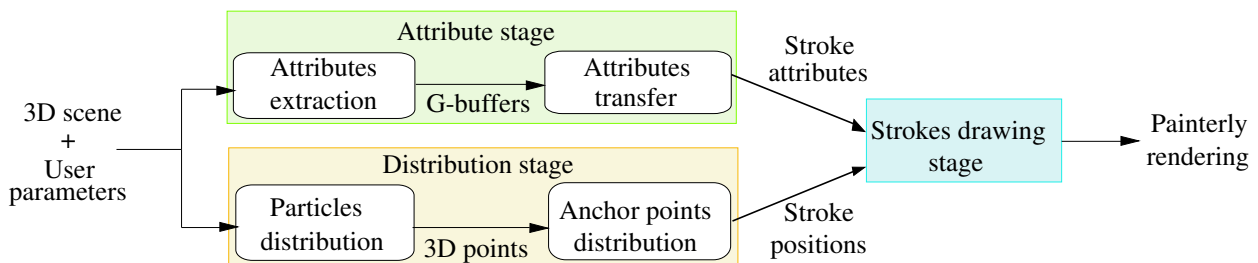 3D scene
+
User
parameters
Attribute stage
Attributes
extraction
G-buffers
Attributes
transfer
Distribution stage
Particles
distribution
3D points
Anchor points
distribution
Stroke
attributes
Stroke
positions
Strokes drawing
stage
Painterly
rendering